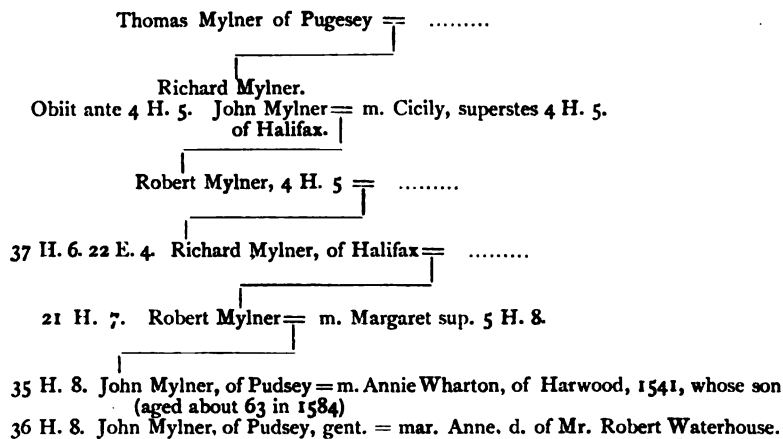 Thomas Mylner of Pugesey = .........
Richard Mylner.
Obiit ante 4 H. 5. John Mylner = m. Cicily, superstes 4 H. 5.
of Halifax.
Robert Mylner, 4 H. 5 = .........
37 H. 6. 22 E. 4. Richard Mylner, of Halifax = .........
21 H. 7. Robert Mylner = m. Margaret sup. 5 H. 8.
35 H. 8. John Mylner, of Pudsey = m. Annie Wharton, of Harwood, 1541, whose son
(aged about 63 in 1584)
36 H. 8. John Mylner, of Pudsey, gent. = mar. Anne. d. of Mr. Robert Waterhouse.